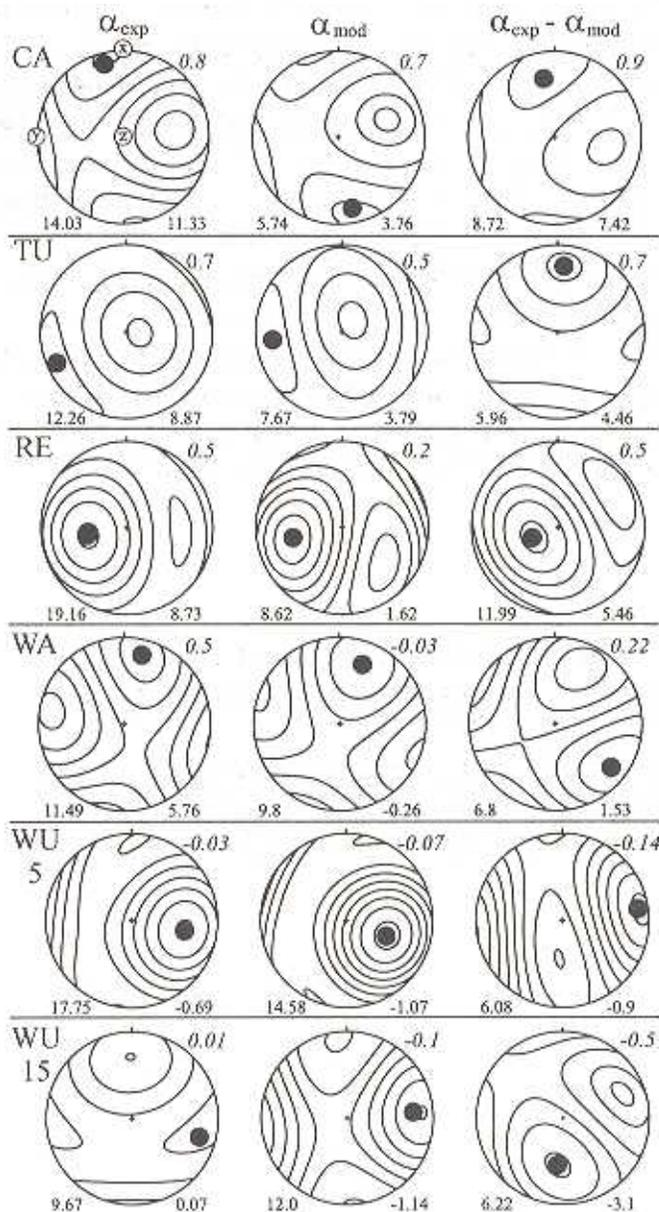 αexp αmod αexp - αmod
CA x 0.8 0.7 0.9
y z
14.03 11.33 5.74 3.76 8.72 7.42
TU 0.7 0.5 0.7
12.26 8.87 7.67 3.79 5.96 4.46
RE 0.5 0.2 0.5
19.16 8.73 8.62 1.62 11.99 5.46
WA 0.5 -0.03 0.22
11.49 5.76 9.8 -0.26 6.8 1.53
WU -0.03 -0.07 -0.14
5
17.75 -0.69 14.58 -1.07 6.08 -0.9
WU 0.01 -0.1 -0.5
15
9.67 0.07 12.0 -1.14 6.22 -3.1